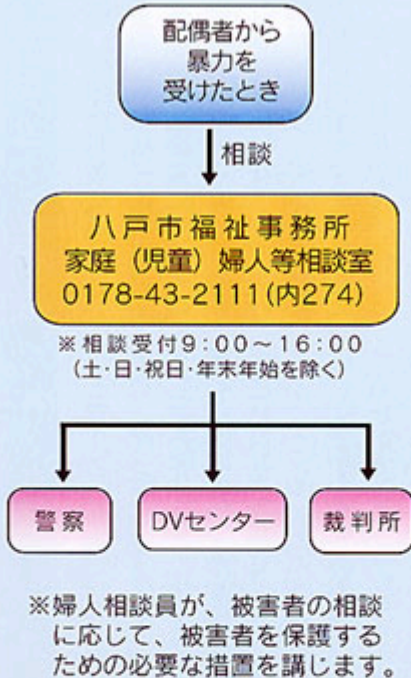 配偶者から
暴力を
受けたとき
相談
八戸市福祉事務所
家庭（児童）婦人等相談室
0178-43-2111(内274)
※相談受付9：00～16：00
（土・日・祝日・年末年始を除く）
警察
DVセンター
裁判所
※婦人相談員が、被害者の相談
に応じて、被害者を保護する
ための必要な措置を講じます。